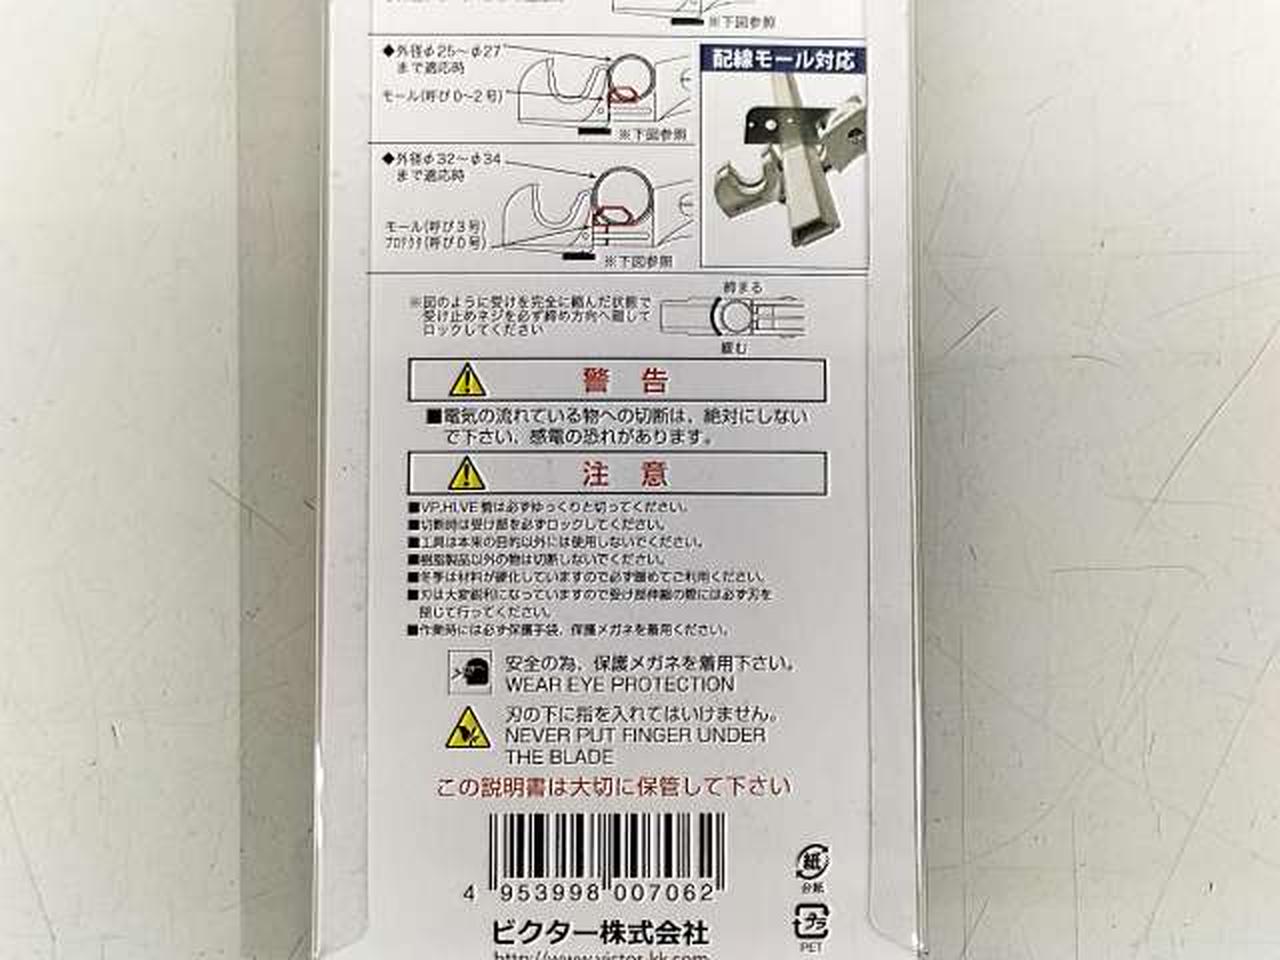 ※下図参照
◆外径φ25～φ27
まで適応時
モール(呼び0～2号)
※下図参照
◆外径φ32～φ34
まで適応時
モール(呼び3号)
プロテクタ(呼び0号)
※下図参照
配線モール対応
※図のように受けを完全に縮んだ状態で
受け止めネジを必ず締め方向へ廻して
ロックしてください
締まる
緩む
警告
■電気の流れている物への切断は、絶対にしない
で下さい、感電の恐れがあります。
注意
■VP,HI,VE管は必ずゆっくりと切ってください。
■切断時は受け部を必ずロックしてください。
■工具は本来の目的以外には使用しないでください。
■樹脂製品以外の物は切断しないでください。
■冬季は材料が硬化していますので必ず暖めてご利用ください。
■刃は大変鋭利になっていますので受け部伸縮の際には必ず刃を
閉じて行ってください。
■作業時には必ず保護手袋、保護メガネを着用ください。
安全の為、保護メガネを着用下さい。
WEAR EYE PROTECTION
刃の下に指を入れてはいけません。
NEVER PUT FINGER UNDER
THE BLADE
この説明書は大切に保管して下さい
4 953998 007062
紙
台紙
プラ
PET
ビクター株式会社
http://www.victor-kk.com